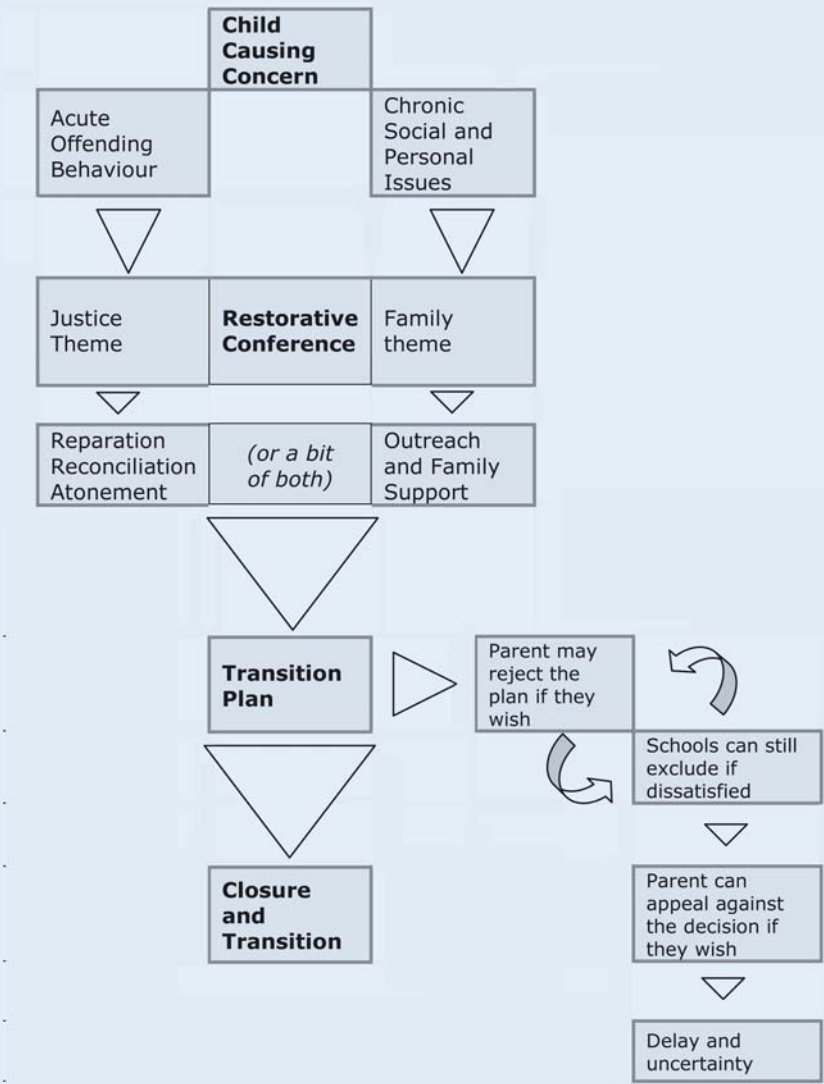 Child
Causing
Concern
Acute
Offending
Behaviour
Chronic
Social and
Personal
Issues
Justice
Theme
Restorative
Conference
Family
theme
Reparation
Reconciliation
Atonement
(or a bit
of both)
Outreach
and Family
Support
Transition
Plan
Parent may
reject the
plan if they
wish
Schools can still
exclude if
dissatisfied
Closure
and
Transition
Parent can
appeal against
the decision if
they wish
Delay and
uncertainty